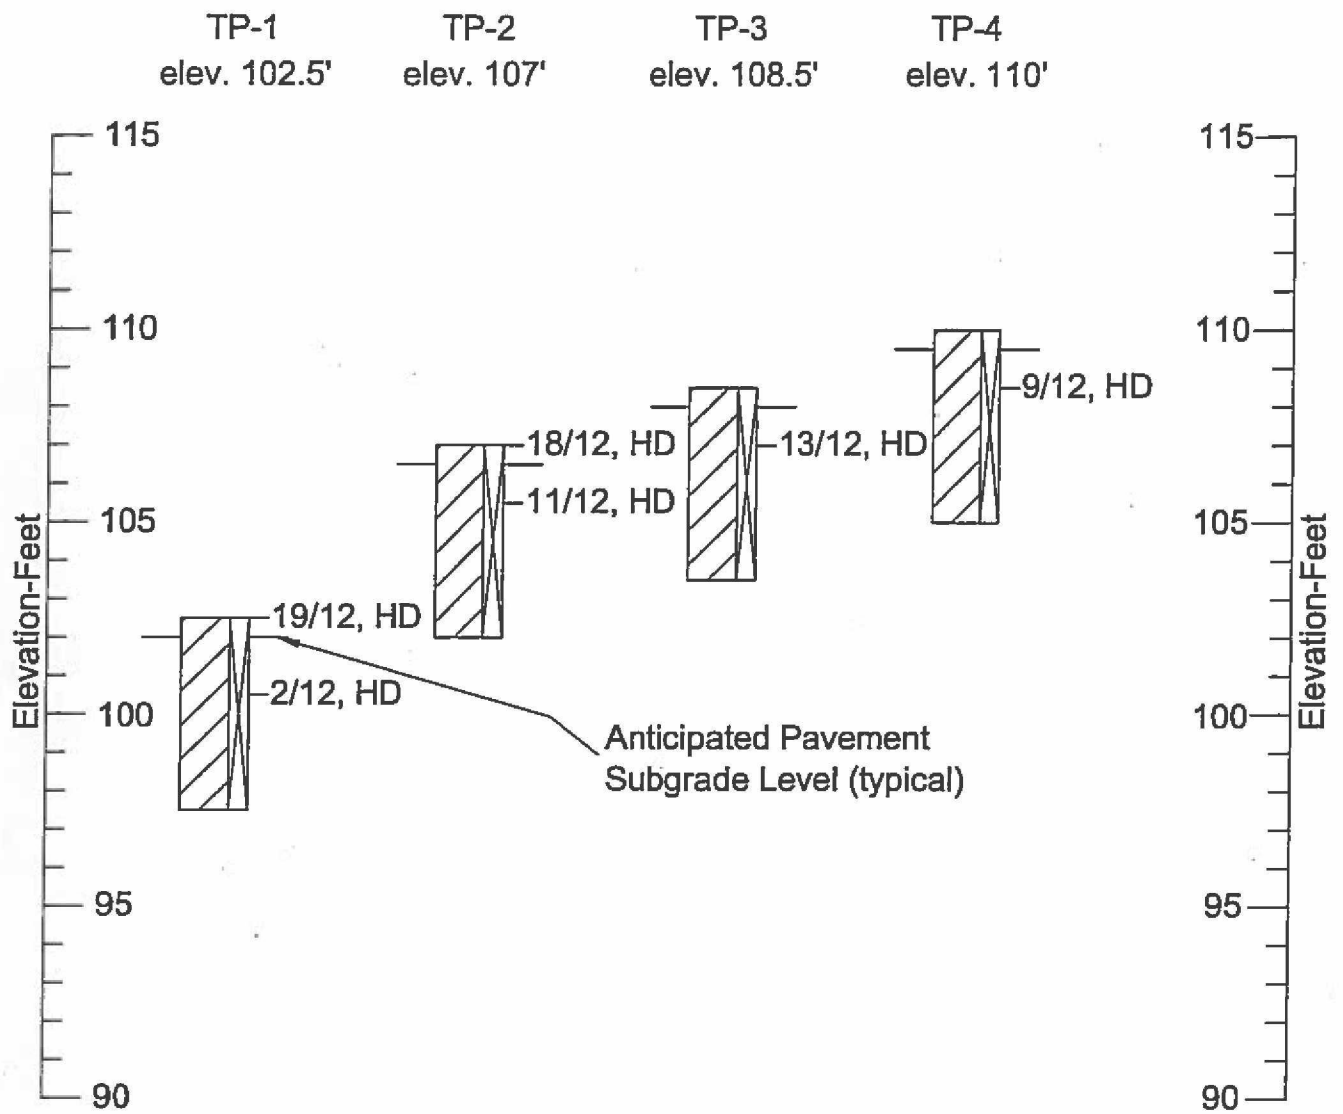 TP-1
elev. 102.5'
TP-2
elev. 107'
TP-3
elev. 108.5'
TP-4
elev. 110'
115
110
105
100
95
90
Elevation-Feet
19/12, HD
2/12, HD
18/12, HD
11/12, HD
13/12, HD
9/12, HD
Anticipated Pavement
Subgrade Level (typical)
115
110
105
100
95
90
Elevation-Feet